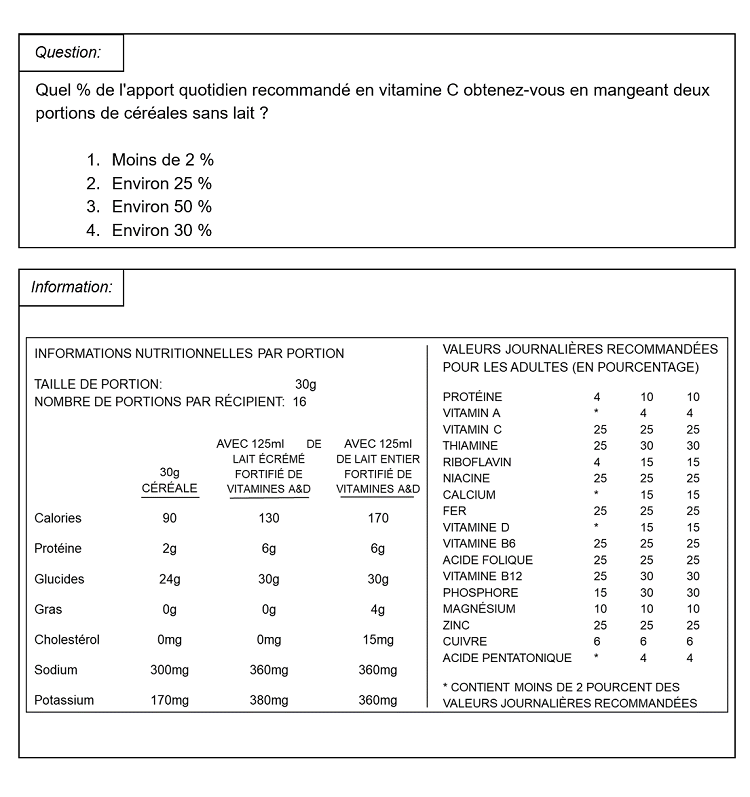 Question:
Quel % de l'apport quotidien recommandé en vitamine C obtenez-vous en mangeant deux
portions de céréales sans lait ?
1. Moins de 2 %
2. Environ 25 %
3. Environ 50 %
4. Environ 30 %
Information:
INFORMATIONS NUTRITIONNELLES PAR PORTION
TAILLE DE PORTION: 30g
NOMBRE DE PORTIONS PAR RÉCIPIENT: 16
AVEC 125ml DE AVEC 125ml
LAIT ÉCRÉMÉ DE LAIT ENTIER
30g FORTIFIÉ DE FORTIFIÉ DE
CÉRÉALE VITAMINES A&D VITAMINES A&D
Calories 90 130 170
Protéine 2g 6g 6g
Glucides 24g 30g 30g
Gras 0g 0g 4g
Cholestérol 0mg 0mg 15mg
Sodium 300mg 360mg 360mg
Potassium 170mg 380mg 360mg
VALEURS JOURNALIÈRES RECOMMANDÉES
POUR LES ADULTES (EN POURCENTAGE)
PROTÉINE 4 10 10
VITAMIN A * 4 4
VITAMIN C 25 25 25
THIAMINE 25 30 30
RIBOFLAVIN 4 15 15
NIACINE 25 25 25
CALCIUM * 15 15
FER 25 25 25
VITAMINE D * 15 15
VITAMINE B6 25 25 25
ACIDE FOLIQUE 25 25 25
VITAMINE B12 25 30 30
PHOSPHORE 15 30 30
MAGNÉSIUM 10 10 10
ZINC 25 25 25
CUIVRE 6 6 6
ACIDE PENTATONIQUE * 4 4
* CONTIENT MOINS DE 2 POURCENT DES
VALEURS JOURNALIÈRES RECOMMANDÉES